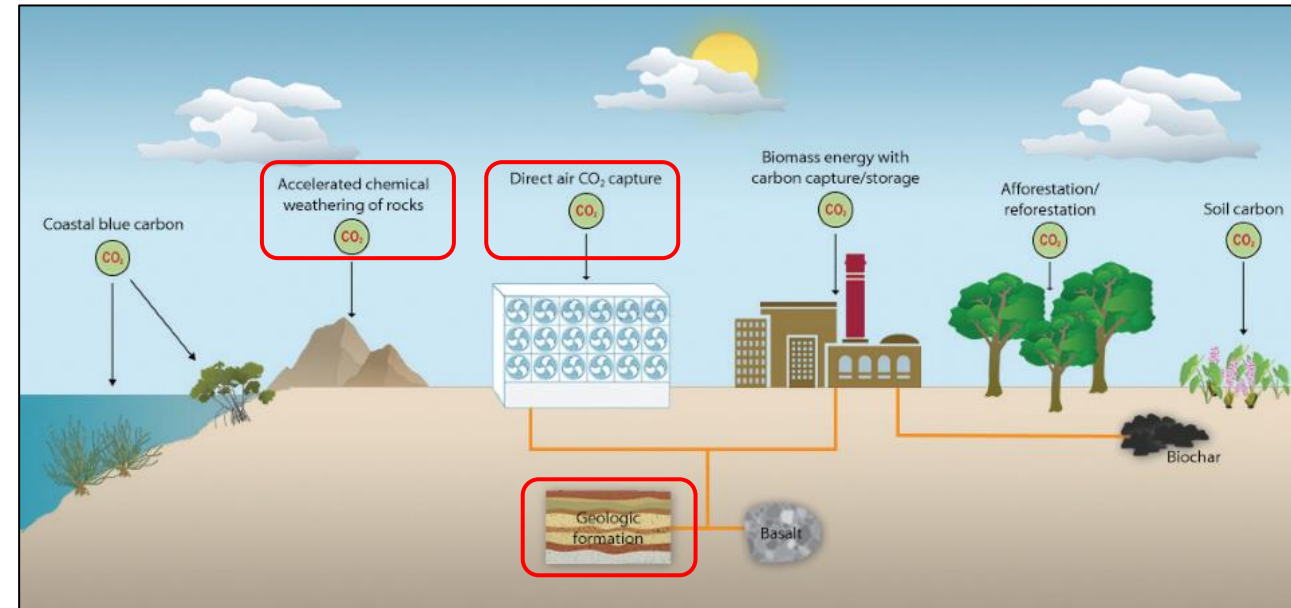 Coastal blue carbon
CO₂
Accelerated chemical
weathering of rocks
CO₂
Direct air CO₂ capture
CO₂
Biomass energy with
carbon capture/storage
CO₂
Afforestation/
reforestation
CO₂
Soil carbon
CO₂
Biochar
Geologic
formation
Basalt